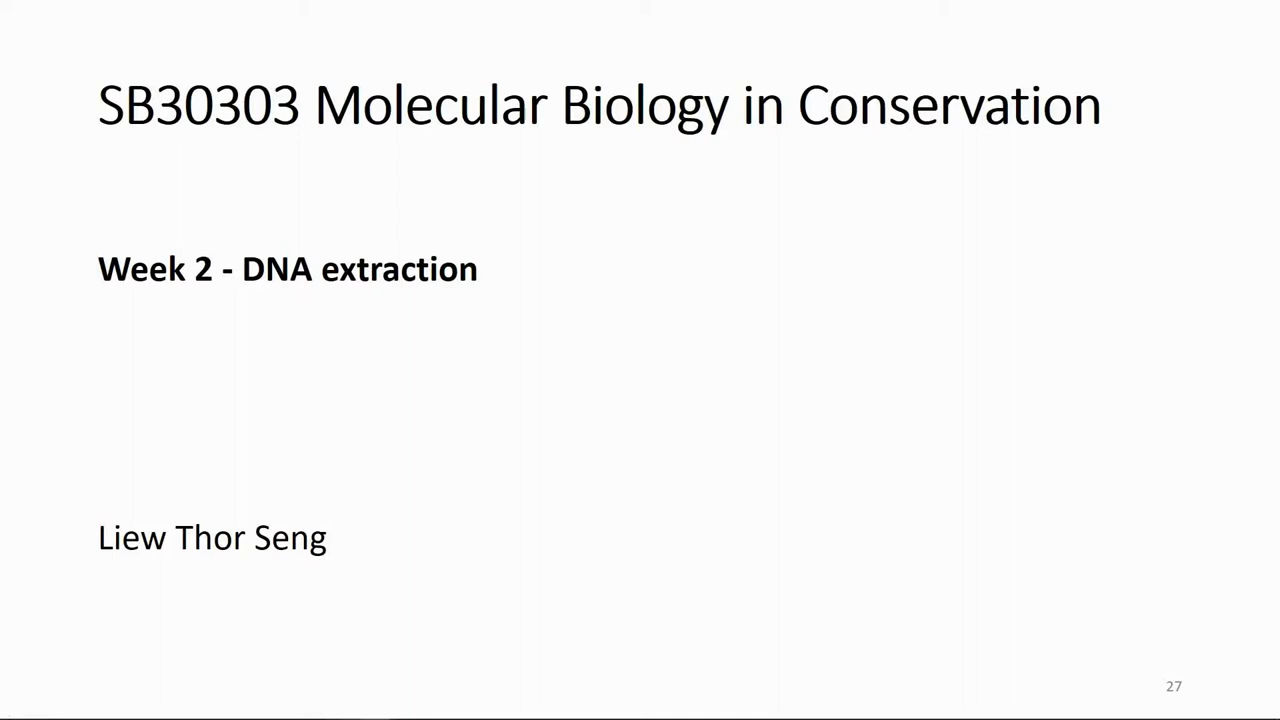 SB30303 Molecular Biology in Conservation
Week 2 - DNA extraction
Liew Thor Seng
27